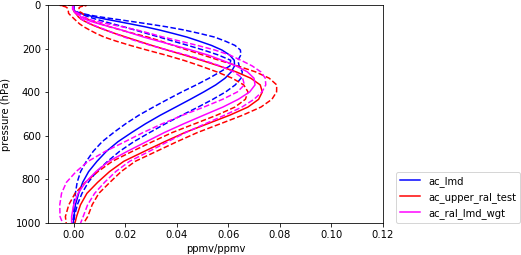 0
200
400
600
800
1000
pressure (hPa)
0.00 0.02 0.04 0.06 0.08 0.10 0.12
ppmv/ppmv
ac_lmd
ac_upper_ral_test
ac_ral_lmd_wgt